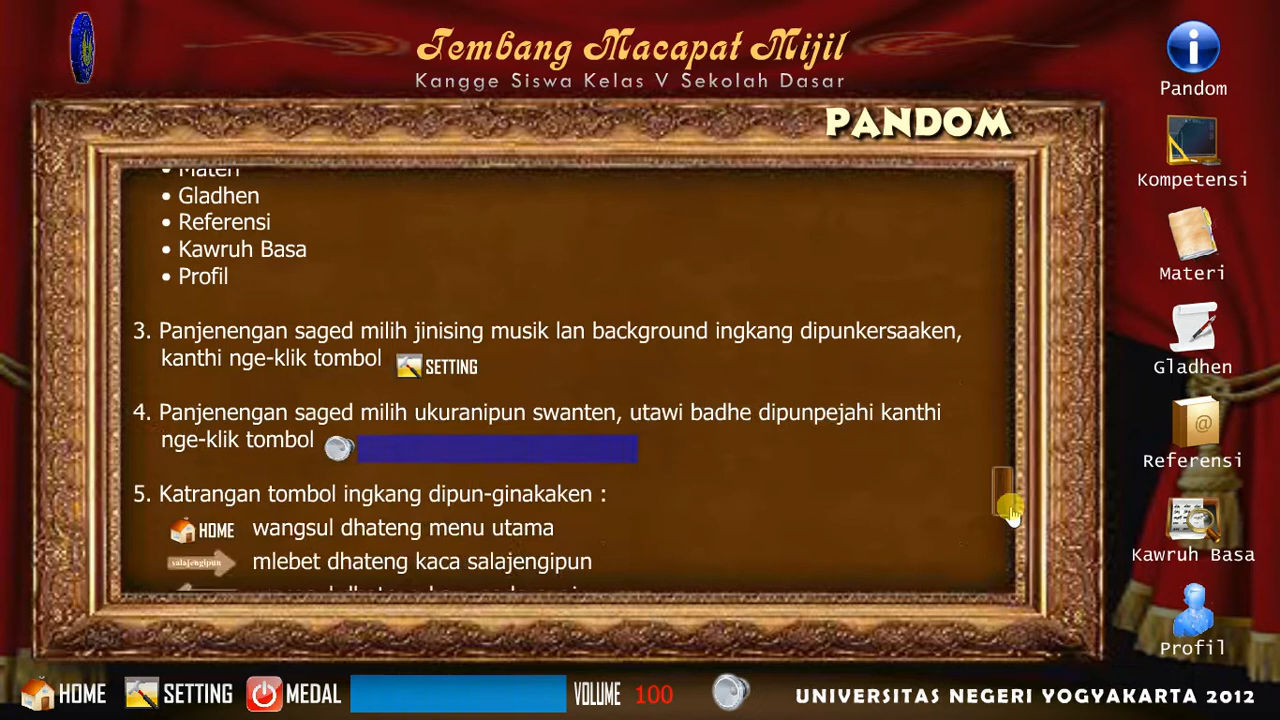 Tembang Macapat Mijil
Kangge Siswa Kelas V Sekolah Dasar
PANDOM
• Materi
• Gladhen
• Referensi
• Kawruh Basa
• Profil
3. Panjenengan saged milih jinising musik lan background ingkang dipunkersaaken,
kanthi nge-klik tombol SETTING
4. Panjenengan saged milih ukuranipun swanten, utawi badhe dipunpejahi kanthi
nge-klik tombol
5. Katrangan tombol ingkang dipun-ginakaken :
HOME wangsul dhateng menu utama
salajengipun mlebet dhateng kaca salajengipun
Pandom
Kompetensi
Materi
Gladhen
Referensi
Kawruh Basa
Profil
HOME SETTING MEDAL VOLUME 100 UNIVERSITAS NEGERI YOGYAKARTA 2012